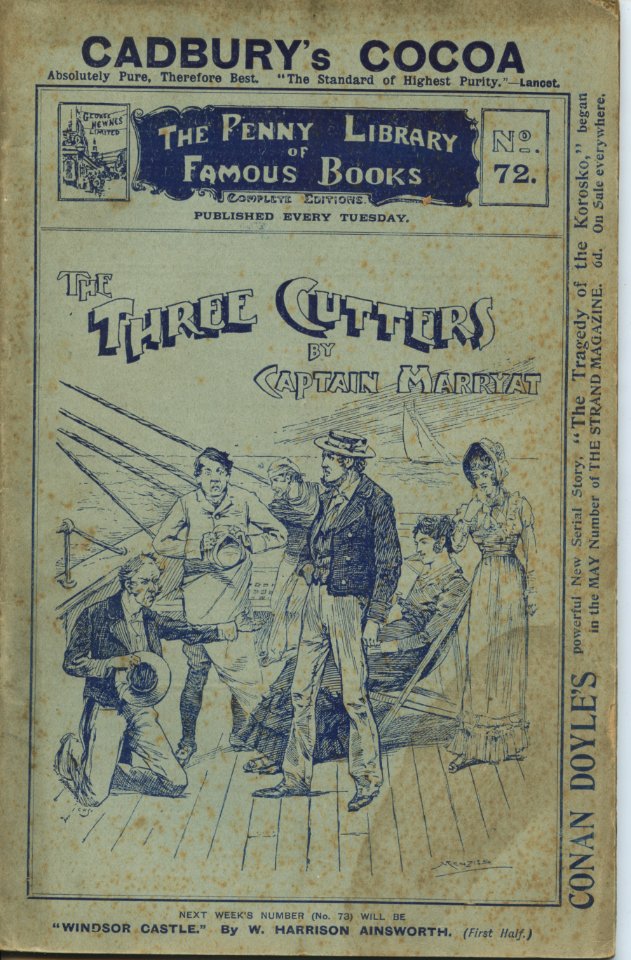 CADBURY's COCOA
Absolutely Pure, Therefore Best. "The Standard of Highest Purity."—Lancet.
GEORGE
NEWNES
LIMITED
THE PENNY LIBRARY
OF
FAMOUS BOOKS
COMPLETE EDITIONS.
PUBLISHED EVERY TUESDAY.
No.
72.
THE
THREE CUTTERS
BY
CAPTAIN MARRYAT
CONAN DOYLE'S powerful New Serial Story, "The Tragedy of the Korosko," began
in the MAY Number of THE STRAND MAGAZINE. 6d. On Sale everywhere.
NEXT WEEK'S NUMBER (No. 73) WILL BE
"WINDSOR CASTLE." By W. HARRISON AINSWORTH. (First Half.)